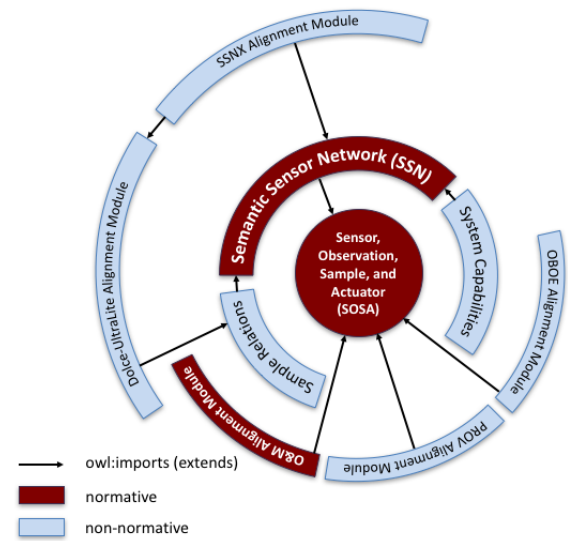 SSNX Alignment Module
Semantic Sensor Network (SSN)
Dolce-UltraLite Alignment Module
System Capabilities
Sensor,
Observation,
Sample, and
Actuator
(SOSA)
OBOE Alignment Module
Sample Relations
O&M Alignment Module
PROV Alignment Module
owl:imports (extends)
normative
non-normative